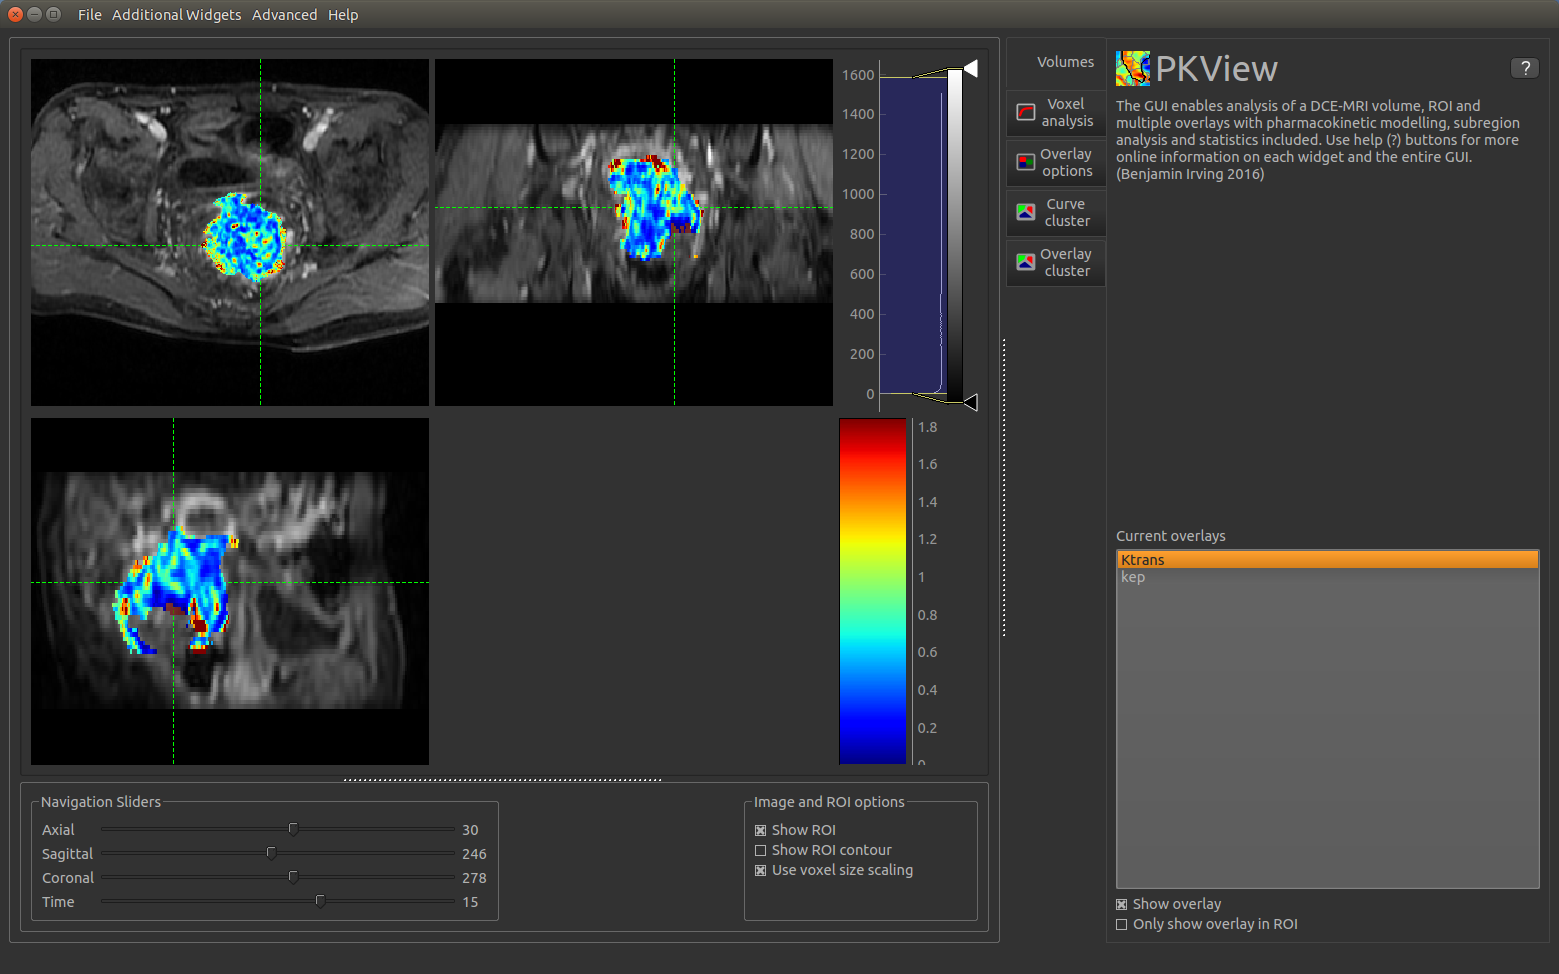 File Additional Widgets Advanced Help
1600
1400
1200
1000
800
600
400
200
0
1.8
1.6
1.4
1.2
1
0.8
0.6
0.4
0.2
0
Navigation Sliders
Axial 30
Sagittal 246
Coronal 278
Time 15
Image and ROI options
Show ROI
Show ROI contour
Use voxel size scaling
Volumes
Voxel
analysis
Overlay
options
Curve
cluster
Overlay
cluster
PKView
?
The GUI enables analysis of a DCE-MRI volume, ROI and
multiple overlays with pharmacokinetic modelling, subregion
analysis and statistics included. Use help (?) buttons for more
online information on each widget and the entire GUI.
(Benjamin Irving 2016)
Current overlays
Ktrans
kep
Show overlay
Only show overlay in ROI